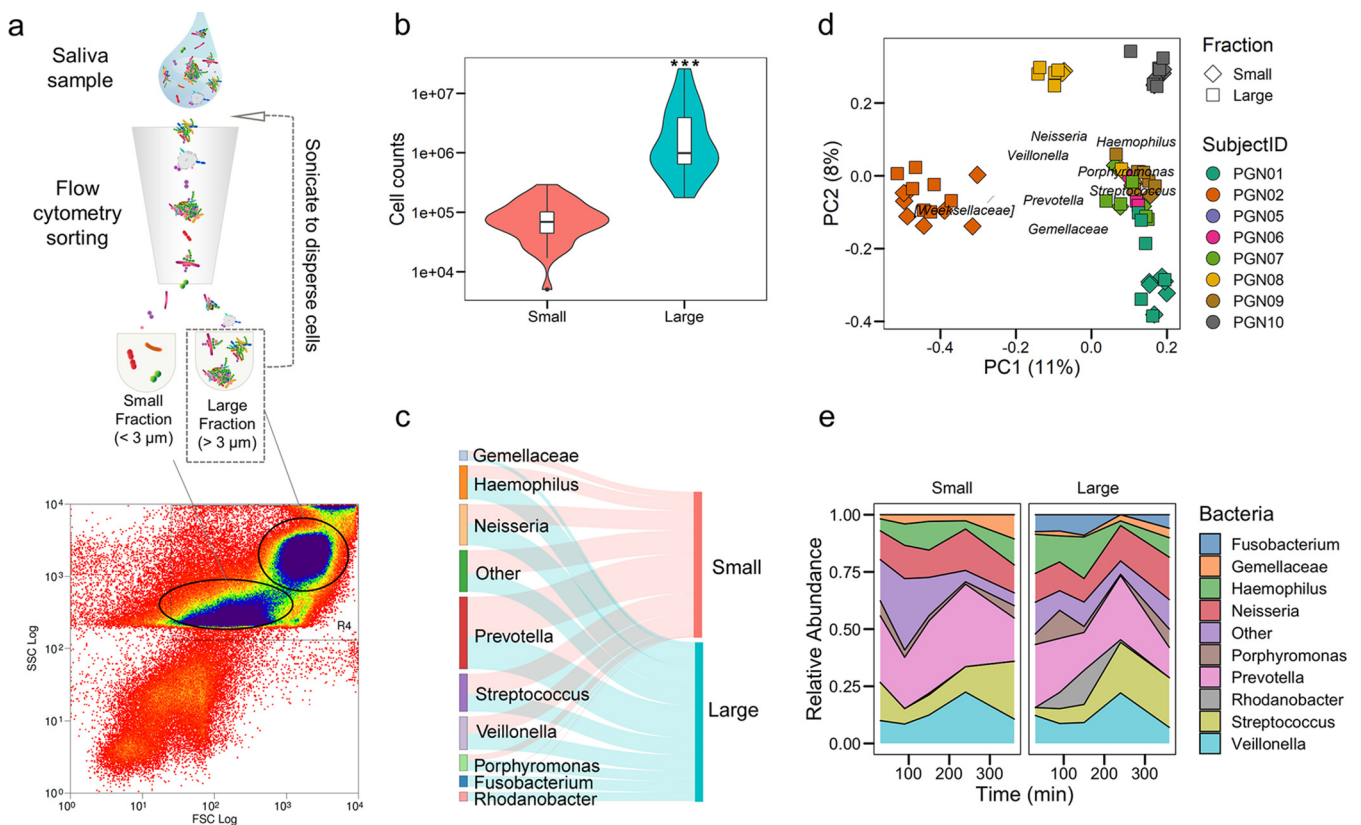 a
Saliva
sample
Flow
cytometry
sorting
Sonicate to disperse cells
Small
Fraction
(< 3 µm)
Large
Fraction
(> 3 µm)
10⁴
10³
10²
10¹
10⁰
SSC Log
R4
10⁰ 10¹ 10² 10³ 10⁴
FSC Log
b
***
1e+07
1e+06
1e+05
1e+04
Cell counts
Small Large
c
Gemellaceae
Haemophilus
Neisseria
Other
Prevotella
Streptococcus
Veillonella
Porphyromonas
Fusobacterium
Rhodanobacter
Small
Large
d
0.2
0.0
-0.2
-0.4
PC2 (8%)
Neisseria
Haemophilus
Veillonella
Porphyromonas
Streptococcus
Prevotella
[Weeksellaceae]
Gemellaceae
-0.4 -0.2 0.0 0.2
PC1 (11%)
Fraction
Small
Large
SubjectID
PGN01
PGN02
PGN05
PGN06
PGN07
PGN08
PGN09
PGN10
e
Small Large
1.00
0.75
0.50
0.25
0.00
Relative Abundance
100 200 300 100 200 300
Time (min)
Bacteria
Fusobacterium
Gemellaceae
Haemophilus
Neisseria
Other
Porphyromonas
Prevotella
Rhodanobacter
Streptococcus
Veillonella